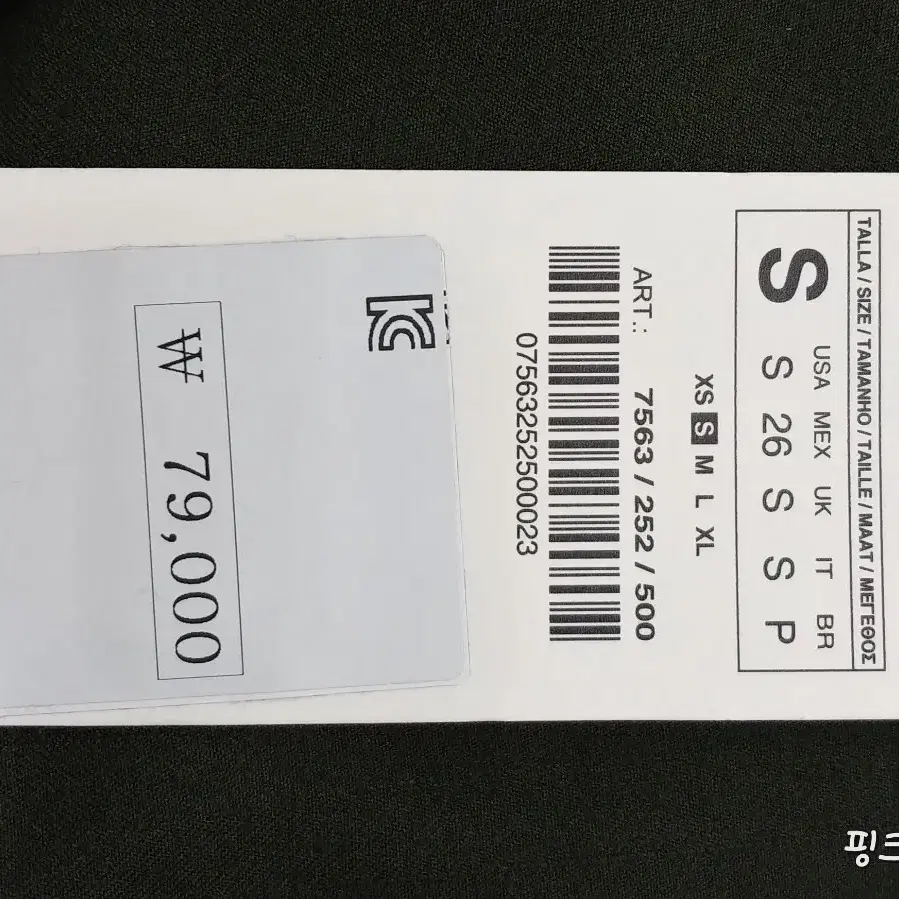 TALLA / SIZE / TAMANHO / TAILLE / MAAT / ΜΕΓΕΘΟΣ
S
USA MEX UK IT BR
S 26 S S P
XS S M L XL
ART.: 7563 / 252 / 500
07563252500023
KC
₩ 79,000